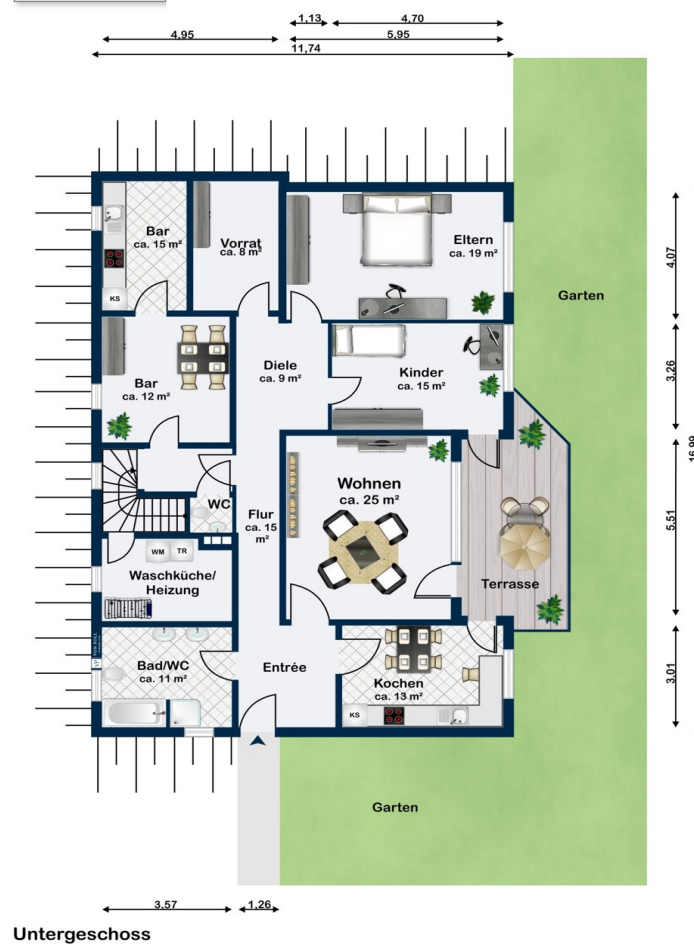 1,13
4,70
4,95
5,95
11,74
Bar
ca. 15 m²
Vorrat
ca. 8 m²
Eltern
ca. 19 m²
4,07
Garten
KS
Bar
ca. 12 m²
Diele
ca. 9 m²
Kinder
ca. 15 m²
3,26
16,99
Wohnen
ca. 25 m²
WC
Flur
ca. 15
m²
5,51
WM
TR
Waschküche/
Heizung
Terrasse
Bad/WC
ca. 11 m²
Entrée
Kochen
ca. 13 m²
KS
3,01
Garten
3,57
1,26
Untergeschoss